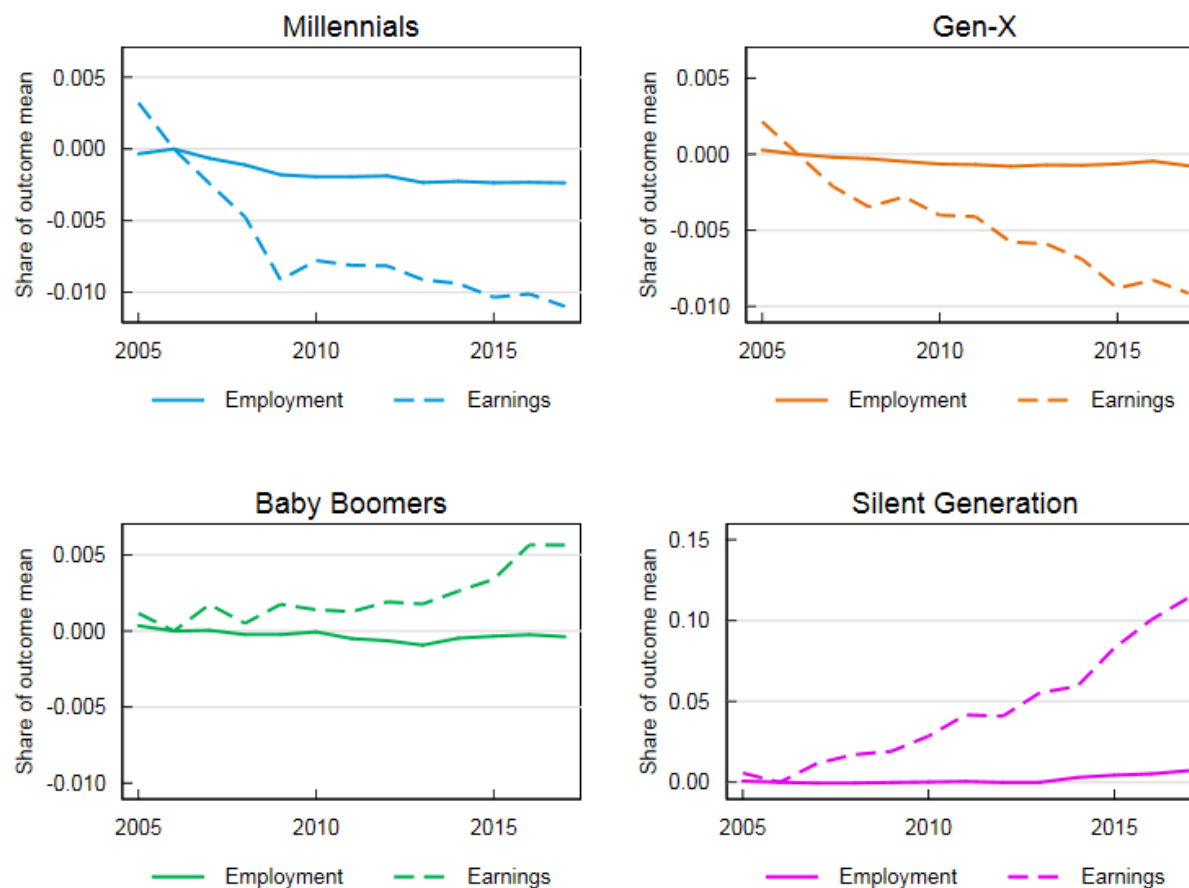 Millennials
Share of outcome mean
0.005
0.000
-0.005
-0.010
2005 2010 2015
Employment Earnings
Gen-X
Share of outcome mean
0.005
0.000
-0.005
-0.010
2005 2010 2015
Employment Earnings
Baby Boomers
Share of outcome mean
0.005
0.000
-0.005
-0.010
2005 2010 2015
Employment Earnings
Silent Generation
Share of outcome mean
0.15
0.10
0.05
0.00
2005 2010 2015
Employment Earnings